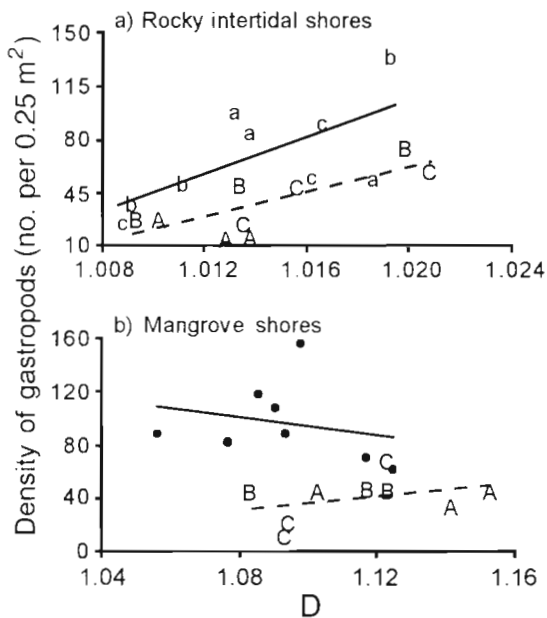 a) Rocky intertidal shores
150
115
80
45
10
b
a
a
c
b
B
b
B
C
c
a
C
b
c
B
A
C
A
A
1.008 1.012 1.016 1.020 1.024
Density of gastropods (no. per 0.25 m²)
b) Mangrove shores
160
120
80
40
0
C
B
A
B
B
A
A
C
C
1.04 1.08 1.12 1.16
D